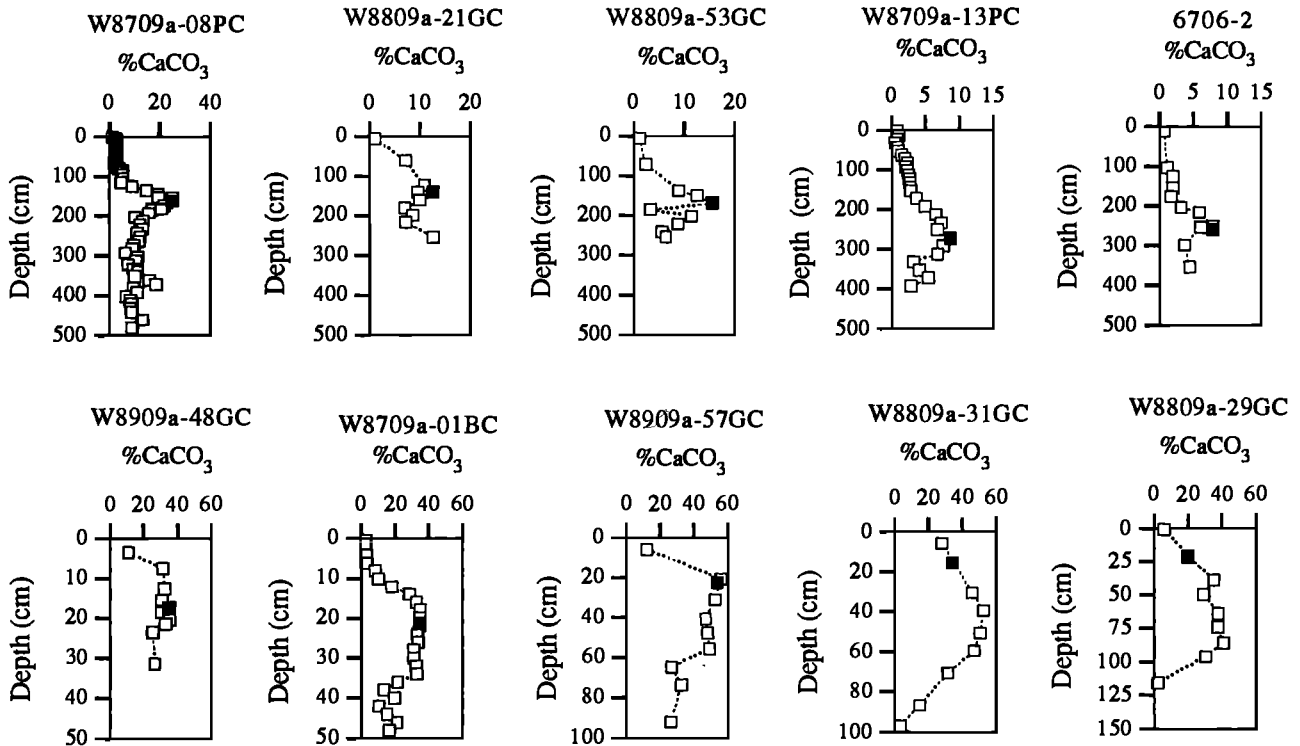 W8709a-08PC
%CaCO3
0 20 40
Depth (cm)
0
100
200
300
400
500
W8809a-21GC
%CaCO3
0 10 20
Depth (cm)
0
100
200
300
400
500
W8809a-53GC
%CaCO3
0 10 20
Depth (cm)
0
100
200
300
400
500
W8709a-13PC
%CaCO3
0 5 10 15
Depth (cm)
0
100
200
300
400
500
6706-2
%CaCO3
0 5 10 15
Depth (cm)
0
100
200
300
400
500
W8909a-48GC
%CaCO3
0 20 40 60
Depth (cm)
0
10
20
30
40
50
W8709a-01BC
%CaCO3
0 20 40 60
Depth (cm)
0
10
20
30
40
50
W8909a-57GC
%CaCO3
0 20 40 60
Depth (cm)
0
20
40
60
80
100
W8809a-31GC
%CaCO3
0 20 40 60
Depth (cm)
0
20
40
60
80
100
W8809a-29GC
%CaCO3
0 20 40 60
Depth (cm)
0
25
50
75
100
125
150